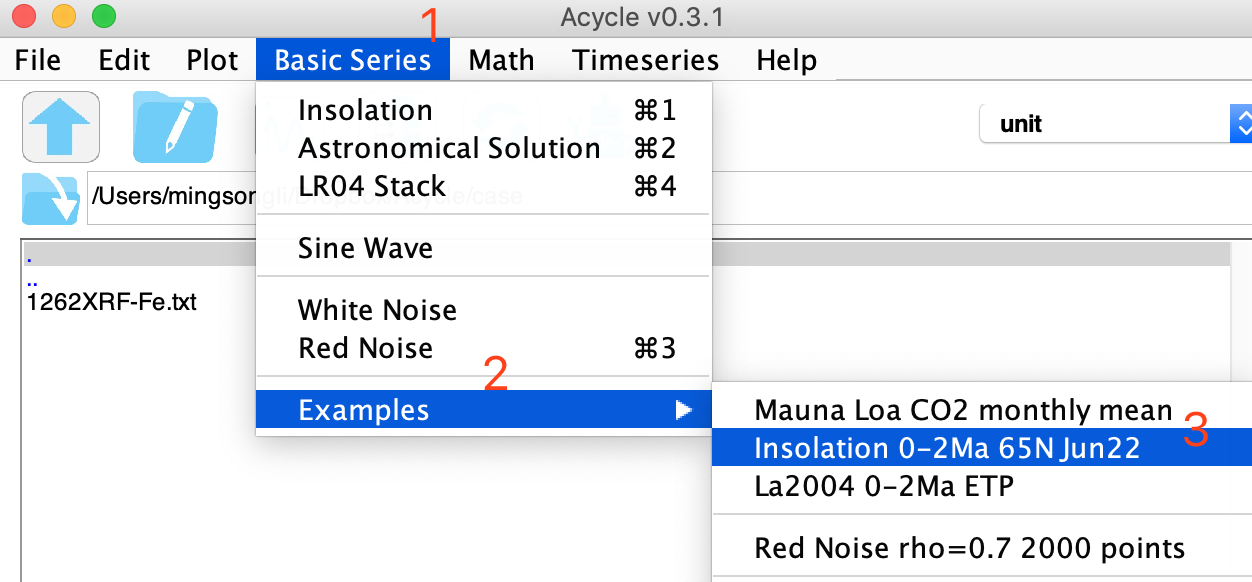 1
Acycle v0.3.1
File Edit Plot Basic Series Math Timeseries Help
Insolation ⌘1
unit
Astronomical Solution ⌘2
LR04 Stack ⌘4
/Users/mingsongli/Dropbox/Acycle/case
Sine Wave
.
..
1262XRF-Fe.txt
White Noise
Red Noise ⌘3
2
Examples
Mauna Loa CO2 monthly mean
3
Insolation 0-2Ma 65N Jun22
La2004 0-2Ma ETP
Red Noise rho=0.7 2000 points